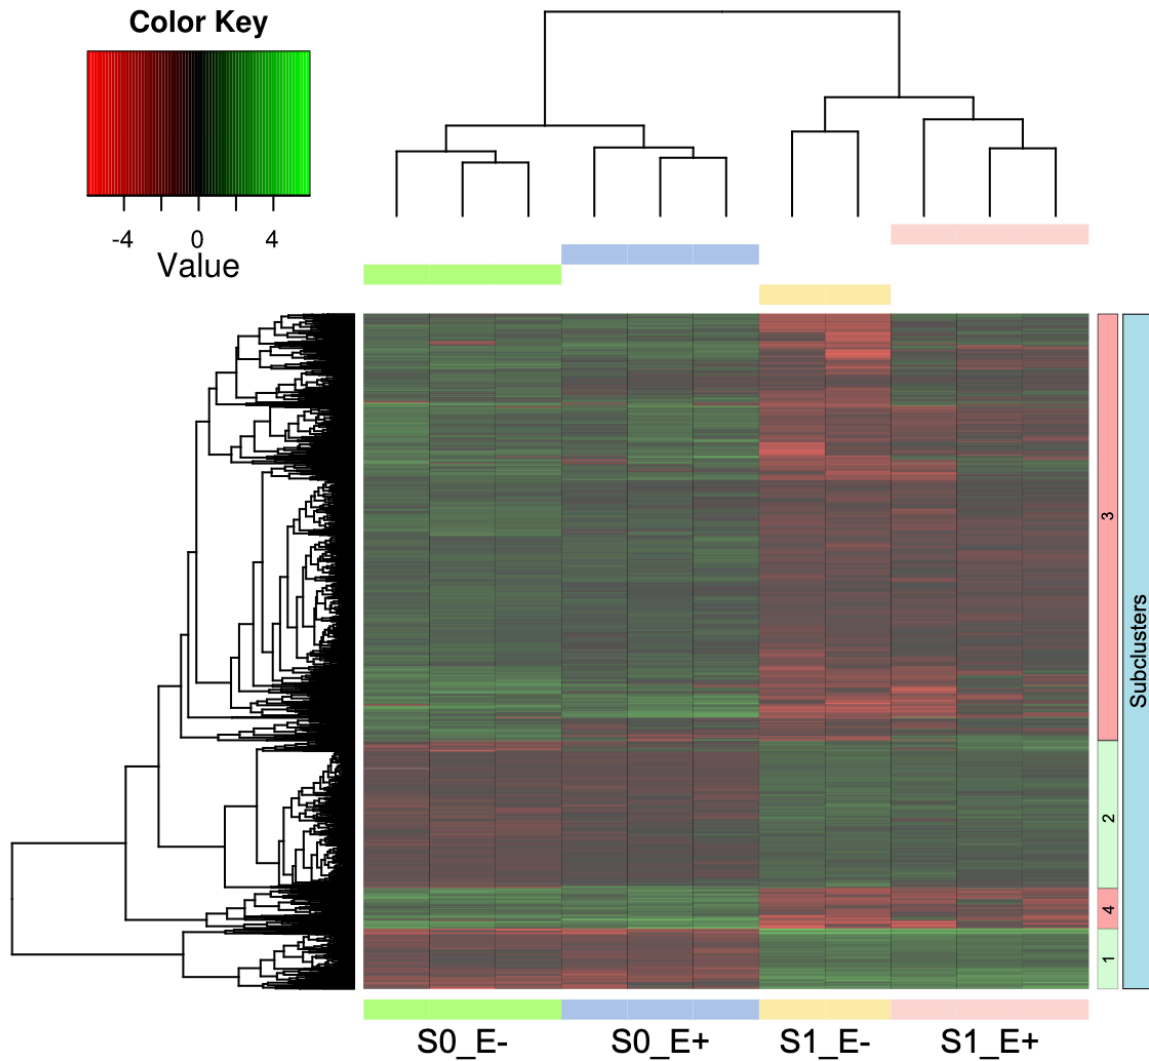 Color Key
-4 0 4
Value
3
2
4
1
Subclusters
S0_E- S0_E+ S1_E- S1_E+